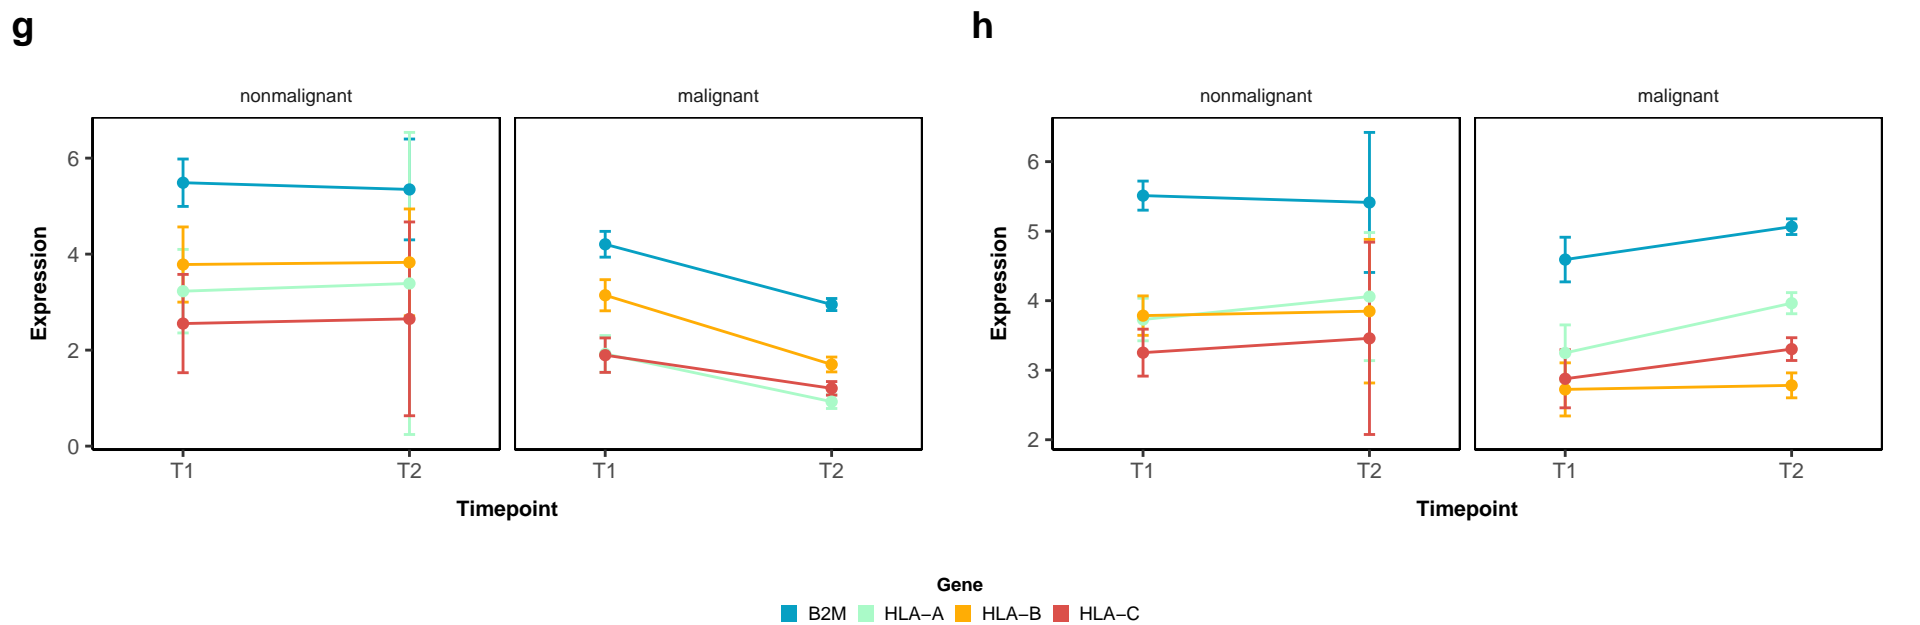 g
h
nonmalignant
malignant
nonmalignant
malignant
Expression
6
4
2
0
T1
T2
T1
T2
Timepoint
Expression
6
5
4
3
2
T1
T2
T1
T2
Timepoint
Gene
B2M
HLA−A
HLA−B
HLA−C